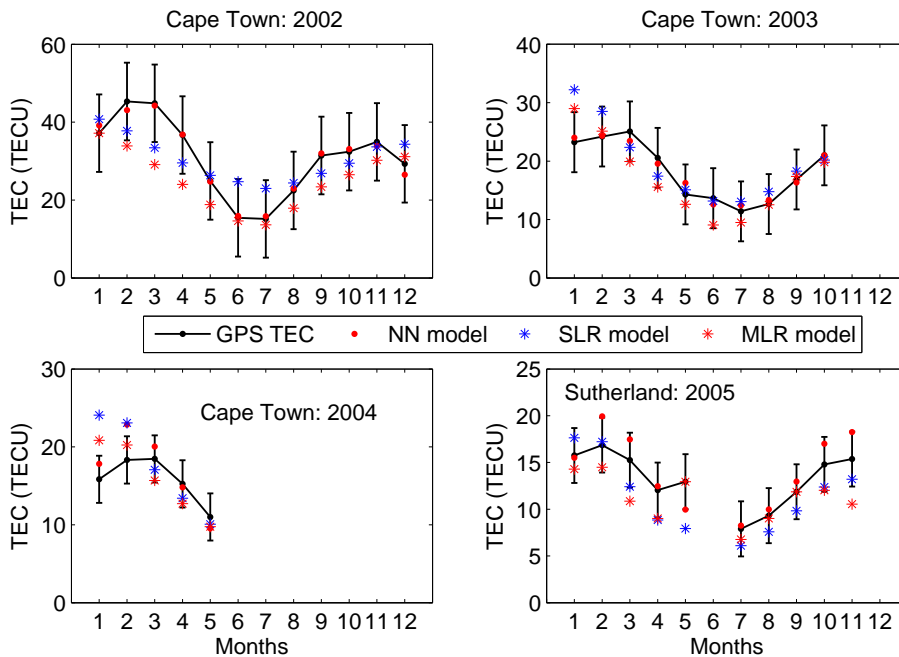 Cape Town: 2002
Cape Town: 2003
60
40
20
0
TEC (TECU)
1 2 3 4 5 6 7 8 9 10 11 12
40
30
20
10
0
TEC (TECU)
1 2 3 4 5 6 7 8 9 10 11 12
GPS TEC NN model SLR model MLR model
30
20
10
0
TEC (TECU)
Cape Town: 2004
1 2 3 4 5 6 7 8 9 10 11 12
Months
25
20
15
10
5
0
TEC (TECU)
Sutherland: 2005
1 2 3 4 5 6 7 8 9 10 11 12
Months